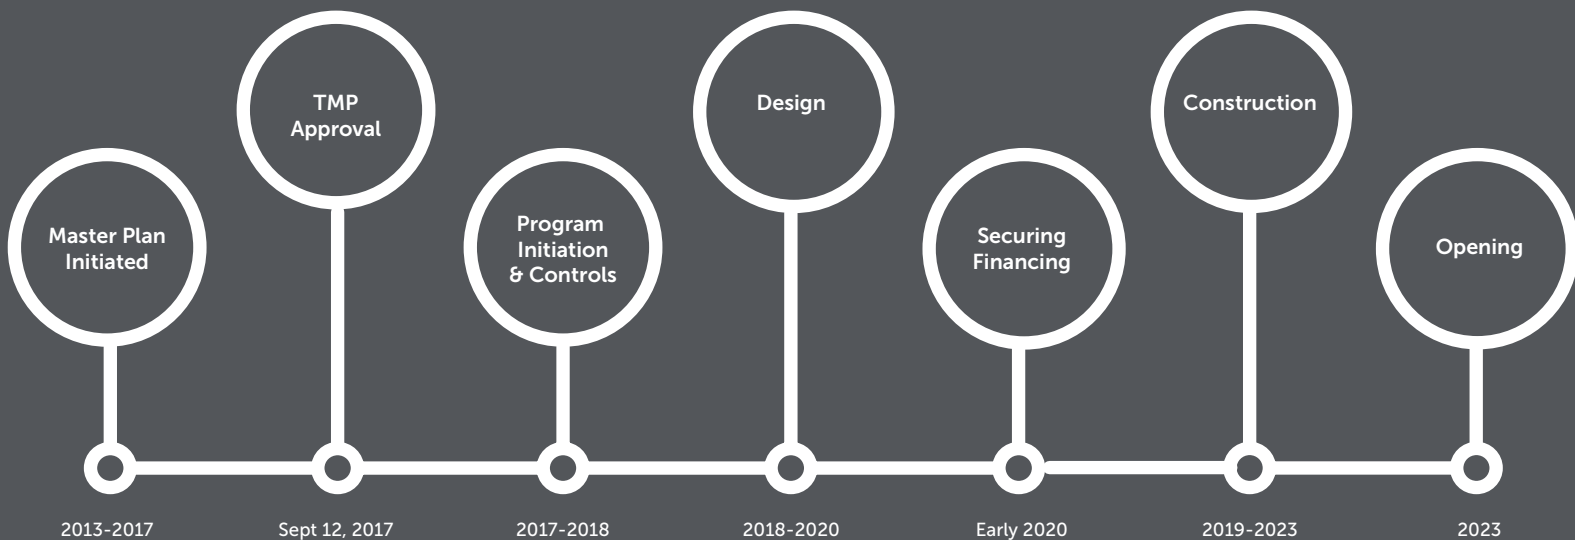 Master Plan
Initiated
TMP
Approval
Program
Initiation
& Controls
Design
Securing
Financing
Construction
Opening
2013-2017
Sept 12, 2017
2017-2018
2018-2020
Early 2020
2019-2023
2023